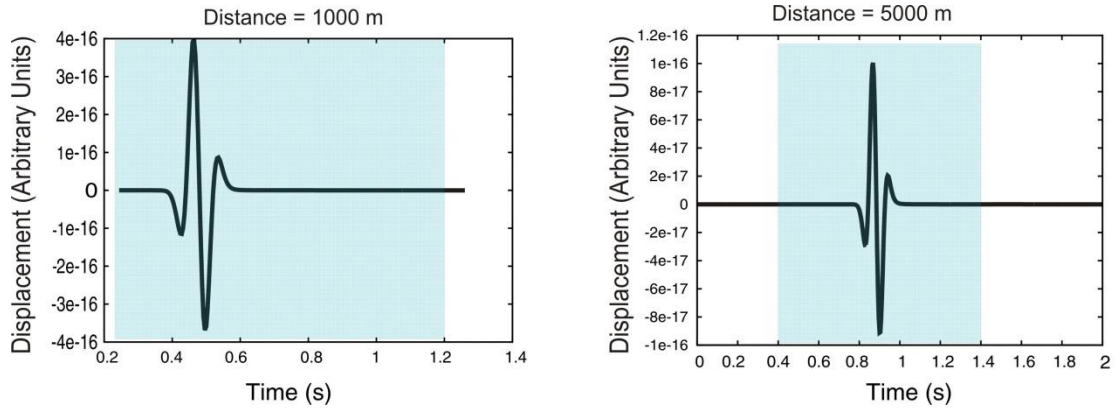 Distance = 1000 m
Displacement (Arbitrary Units)
4e-16
3e-16
2e-16
1e-16
0
-1e-16
-2e-16
-3e-16
-4e-16
0.2 0.4 0.6 0.8 1 1.2 1.4
Time (s)
Distance = 5000 m
Displacement (Arbitrary Units)
1.2e-16
1e-16
8e-17
6e-17
4e-17
2e-17
0
-2e-17
-4e-17
-6e-17
-8e-17
-1e-16
0 0.2 0.4 0.6 0.8 1 1.2 1.4 1.6 1.8 2
Time (s)